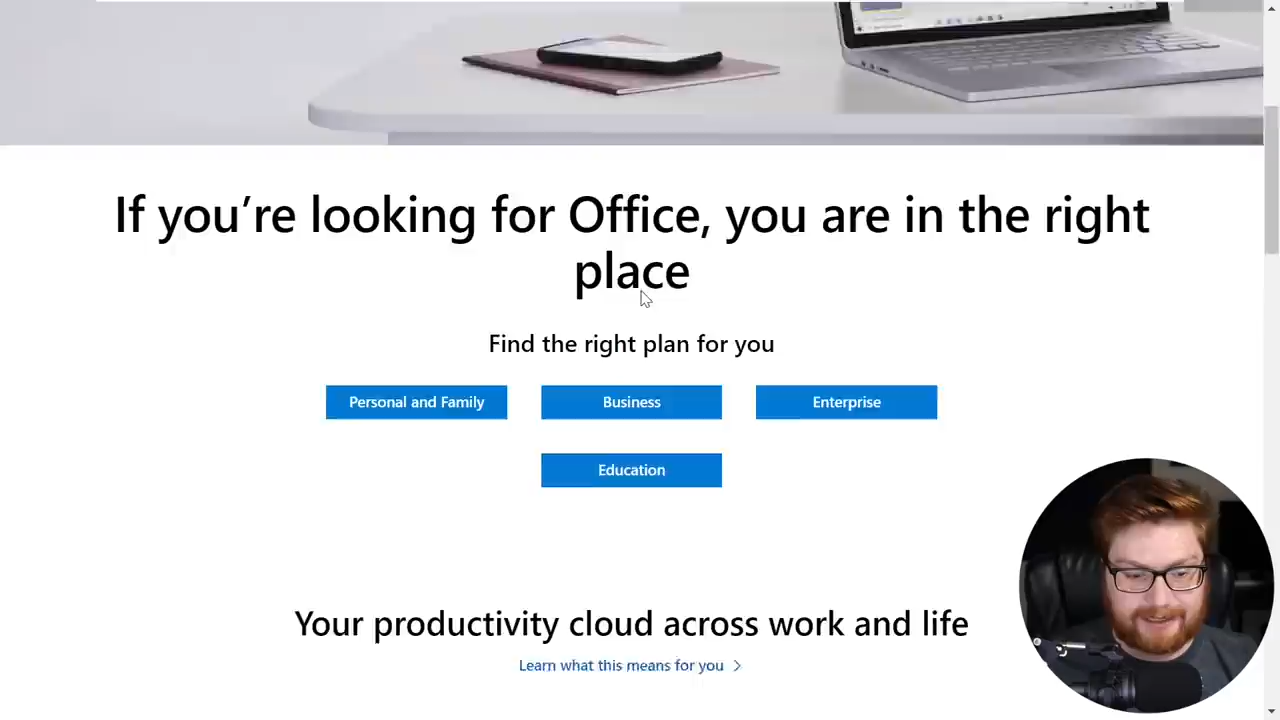 If you’re looking for Office, you are in the right
place
Find the right plan for you
Personal and Family
Business
Enterprise
Education
Your productivity cloud across work and life
Learn what this means for you